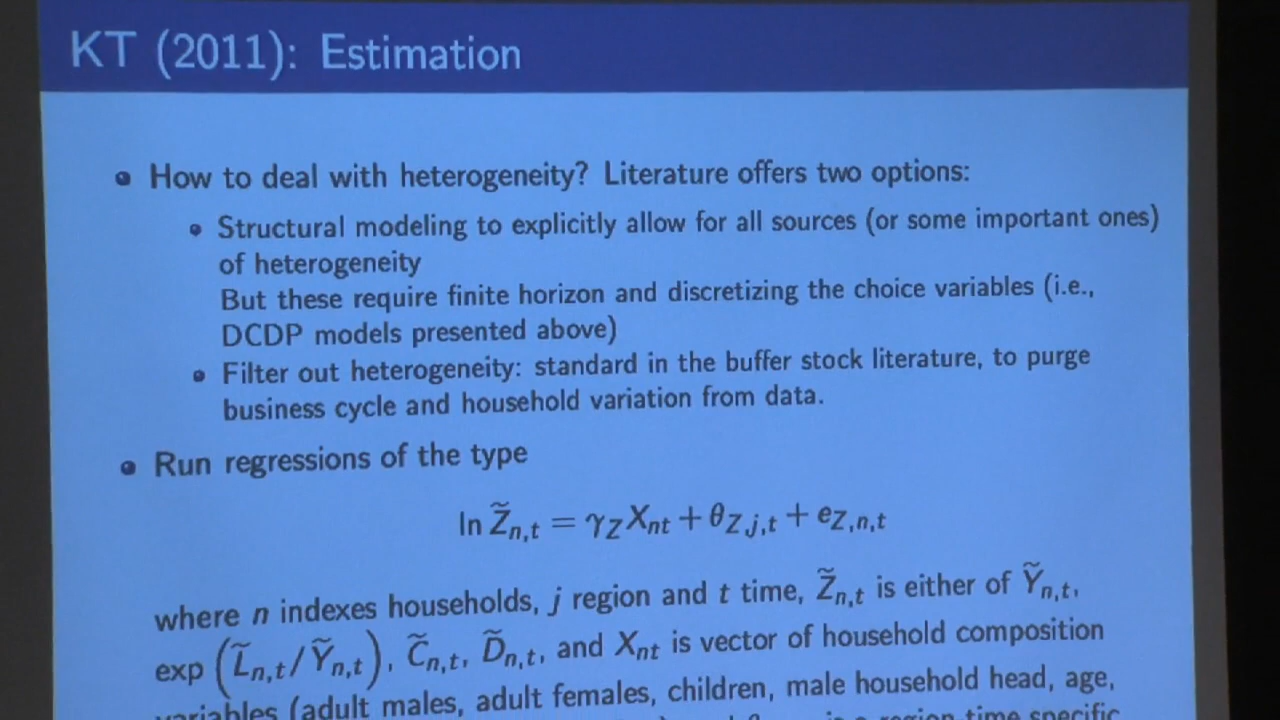 KT (2011): Estimation
How to deal with heterogeneity? Literature offers two options:
Structural modeling to explicitly allow for all sources (or some important ones)
of heterogeneity
But these require finite horizon and discretizing the choice variables (i.e.,
DCDP models presented above)
Filter out heterogeneity: standard in the buffer stock literature, to purge
business cycle and household variation from data.
Run regressions of the type
ln Z̃n,t = γZXnt + θZ,j,t + eZ,n,t
where n indexes households, j region and t time, Z̃n,t is either of Ỹn,t,
exp (L̃n,t/Ỹn,t), C̃n,t, D̃n,t, and Xnt is vector of household composition
variables (adult males, adult females, children, male household head, age,
is a region-time specific